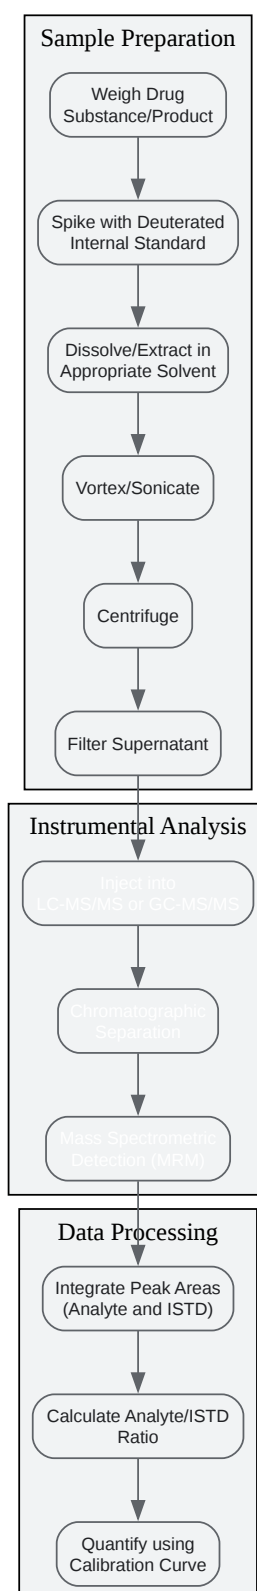 Sample Preparation
Weigh Drug
Substance/Product
Spike with Deuterated
Internal Standard
Dissolve/Extract in
Appropriate Solvent
Vortex/Sonicate
Centrifuge
Filter Supernatant
Instrumental Analysis
Inject into
LC-MS/MS or GC-MS/MS
Chromatographic
Separation
Mass Spectrometric
Detection (MRM)
Data Processing
Integrate Peak Areas
(Analyte and ISTD)
Calculate Analyte/ISTD
Ratio
Quantify using
Calibration Curve